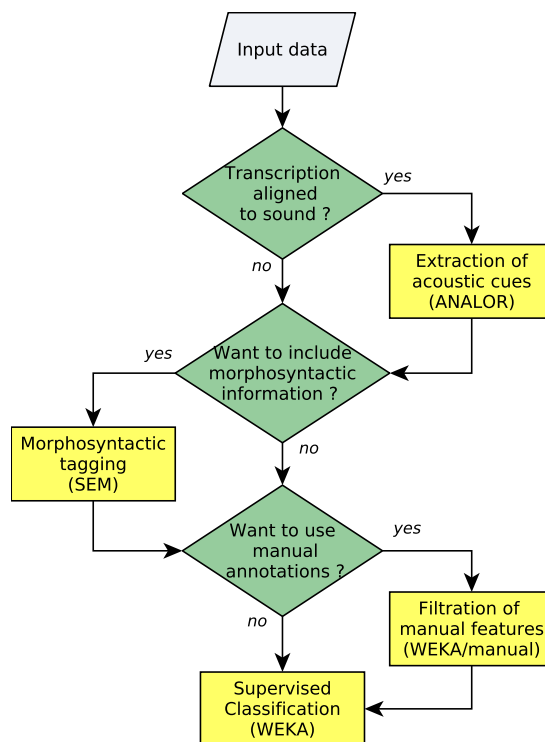 Input data
Transcription
aligned
to sound ?
yes
no
Extraction of
acoustic cues
(ANALOR)
Want to include
morphosyntactic
information ?
yes
no
Morphosyntactic
tagging
(SEM)
Want to use
manual
annotations ?
yes
no
Filtration of
manual features
(WEKA/manual)
Supervised
Classification
(WEKA)